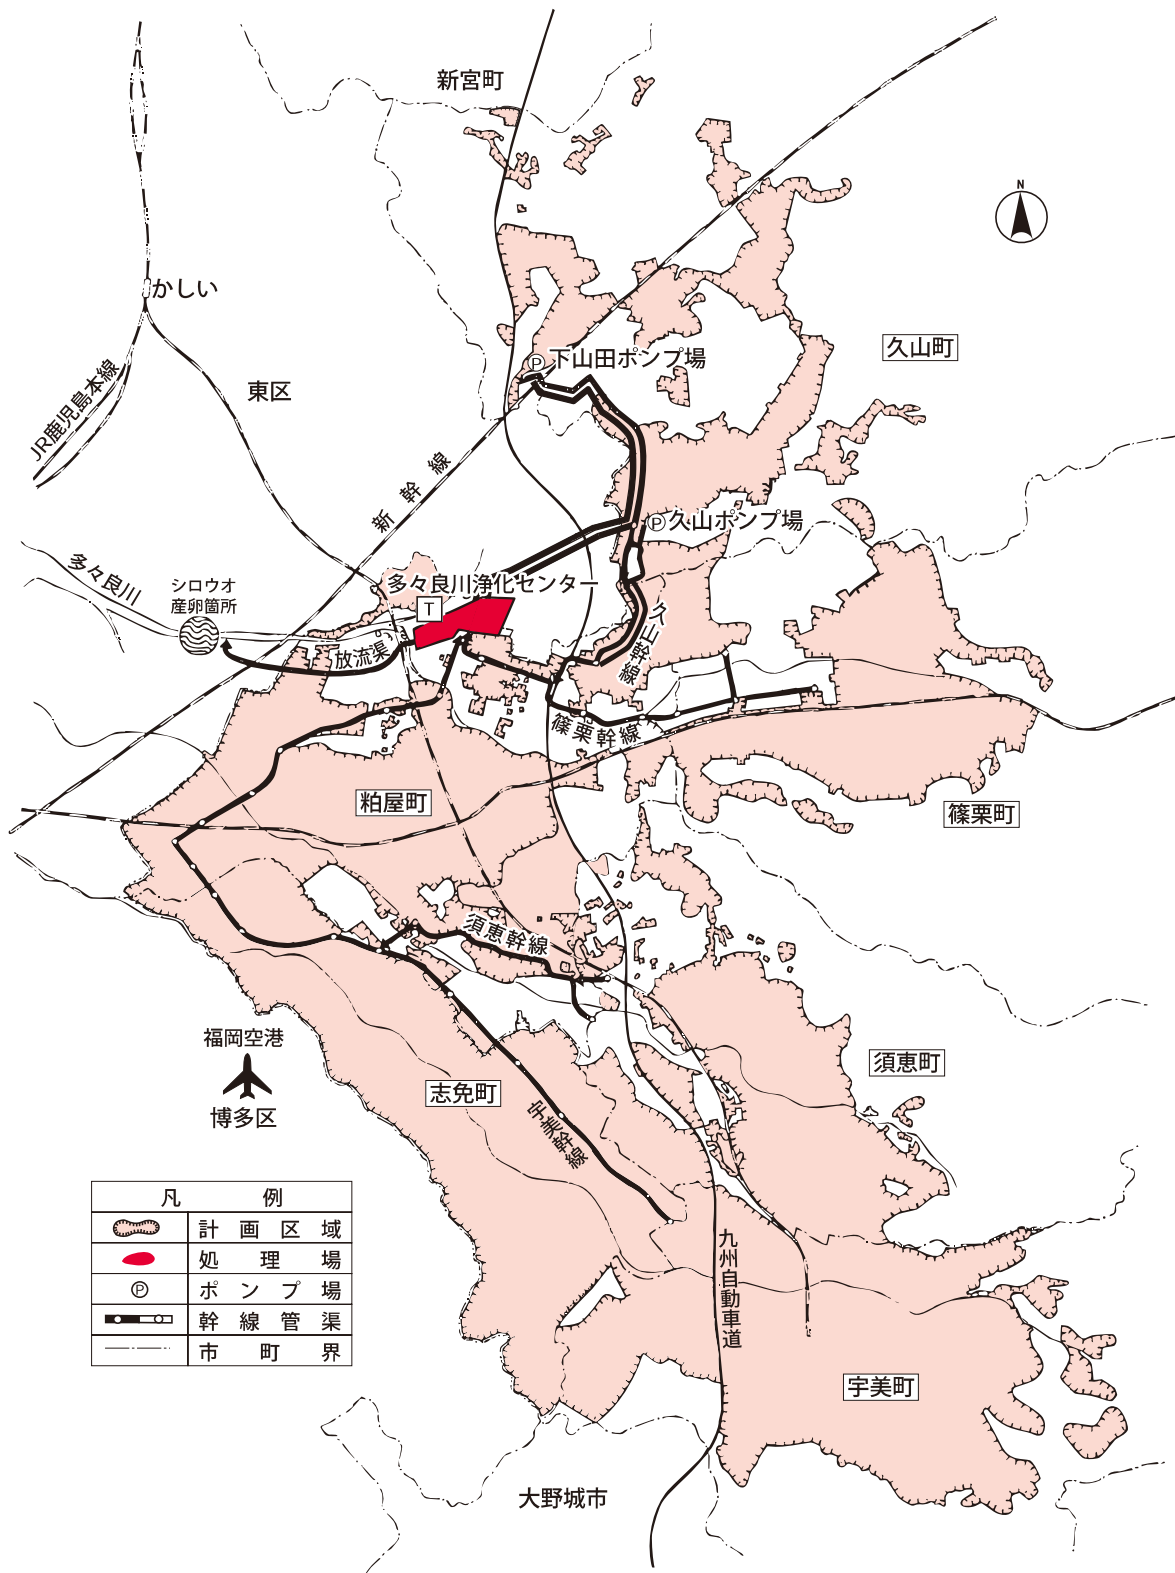 新宮町
N
かしい
久山町
P 下山田ポンプ場
JR鹿児島本線
東区
新幹線
P 久山ポンプ場
多々良川
シロウオ
産卵箇所
多々良川浄化センター
T
放流渠
久山幹線
篠栗幹線
粕屋町
篠栗町
須恵幹線
福岡空港
博多区
志免町
須恵町
宇美幹線
九州自動車道
凡例
計画区域
処理場
P ポンプ場
幹線管渠
市町界
宇美町
大野城市